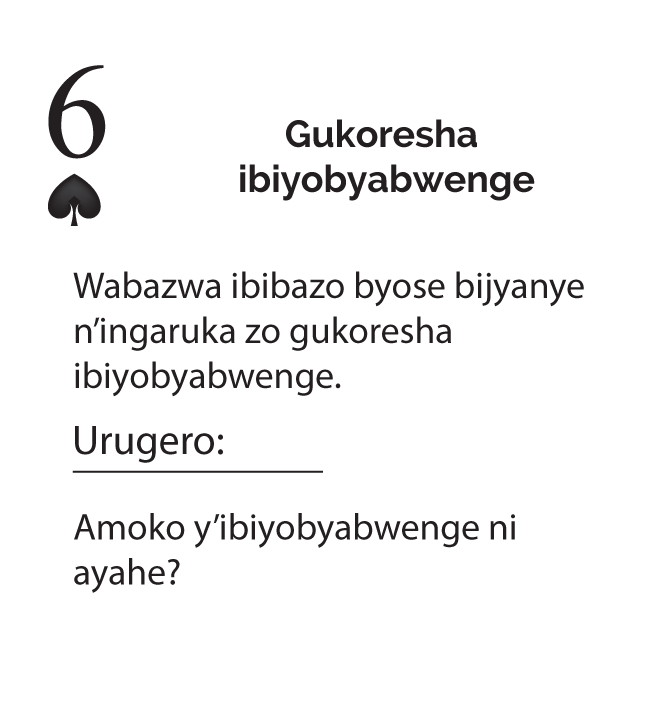 6
Gukoresha
ibiyobyabwenge
Wabazwa ibibazo byose bijyanye
n’ingaruka zo gukoresha
ibiyobyabwenge.
Urugero:
Amoko y’ibiyobyabwenge ni
ayahe?